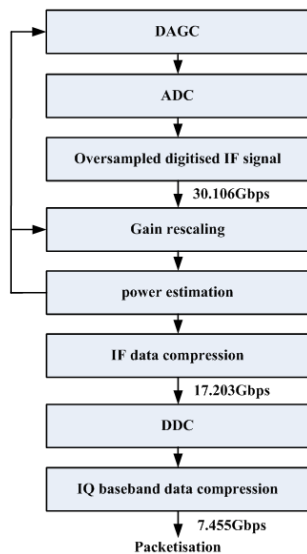 DAGC
ADC
Oversampled digitised IF signal
30.106Gbps
Gain rescaling
power estimation
IF data compression
17.203Gbps
DDC
IQ baseband data compression
7.455Gbps
Packetisation